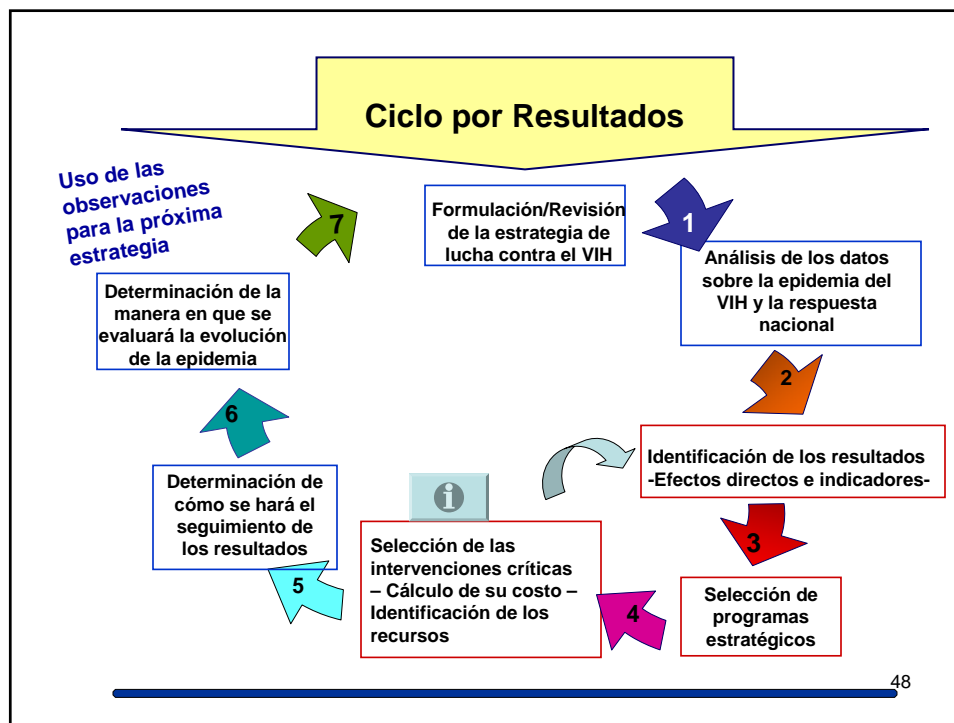 Ciclo por Resultados
Uso de las
observaciones
para la próxima
estrategia
7
Formulación/Revisión
de la estrategia de
lucha contra el VIH
1
Análisis de los datos
sobre la epidemia del
VIH y la respuesta
nacional
2
Identificación de los resultados
-Efectos directos e indicadores-
3
Selección de
programas
estratégicos
4
Selección de las
intervenciones críticas
– Cálculo de su costo –
Identificación de los
recursos
5
Determinación de
cómo se hará el
seguimiento de
los resultados
6
Determinación de la
manera en que se
evaluará la evolución
de la epidemia
48